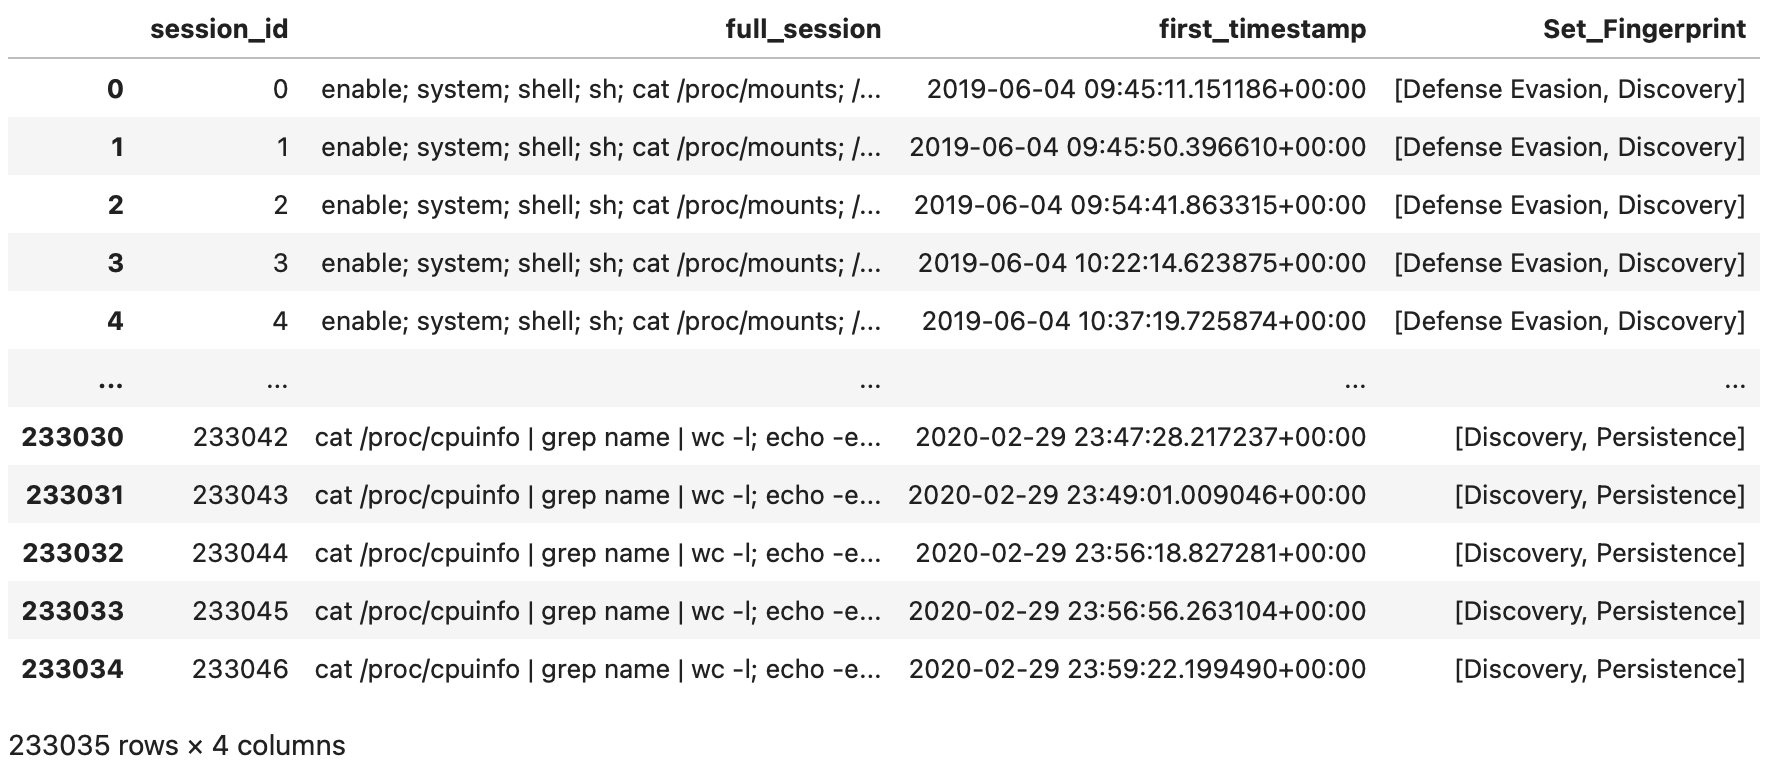 session_id full_session first_timestamp Set_Fingerprint
0 0 enable; system; shell; sh; cat /proc/mounts; /... 2019-06-04 09:45:11.151186+00:00 [Defense Evasion, Discovery]
1 1 enable; system; shell; sh; cat /proc/mounts; /... 2019-06-04 09:45:50.396610+00:00 [Defense Evasion, Discovery]
2 2 enable; system; shell; sh; cat /proc/mounts; /... 2019-06-04 09:54:41.863315+00:00 [Defense Evasion, Discovery]
3 3 enable; system; shell; sh; cat /proc/mounts; /... 2019-06-04 10:22:14.623875+00:00 [Defense Evasion, Discovery]
4 4 enable; system; shell; sh; cat /proc/mounts; /... 2019-06-04 10:37:19.725874+00:00 [Defense Evasion, Discovery]
... ... ... ... ...
233030 233042 cat /proc/cpuinfo | grep name | wc -l; echo -e... 2020-02-29 23:47:28.217237+00:00 [Discovery, Persistence]
233031 233043 cat /proc/cpuinfo | grep name | wc -l; echo -e... 2020-02-29 23:49:01.009046+00:00 [Discovery, Persistence]
233032 233044 cat /proc/cpuinfo | grep name | wc -l; echo -e... 2020-02-29 23:56:18.827281+00:00 [Discovery, Persistence]
233033 233045 cat /proc/cpuinfo | grep name | wc -l; echo -e... 2020-02-29 23:56:56.263104+00:00 [Discovery, Persistence]
233034 233046 cat /proc/cpuinfo | grep name | wc -l; echo -e... 2020-02-29 23:59:22.199490+00:00 [Discovery, Persistence]
233035 rows × 4 columns